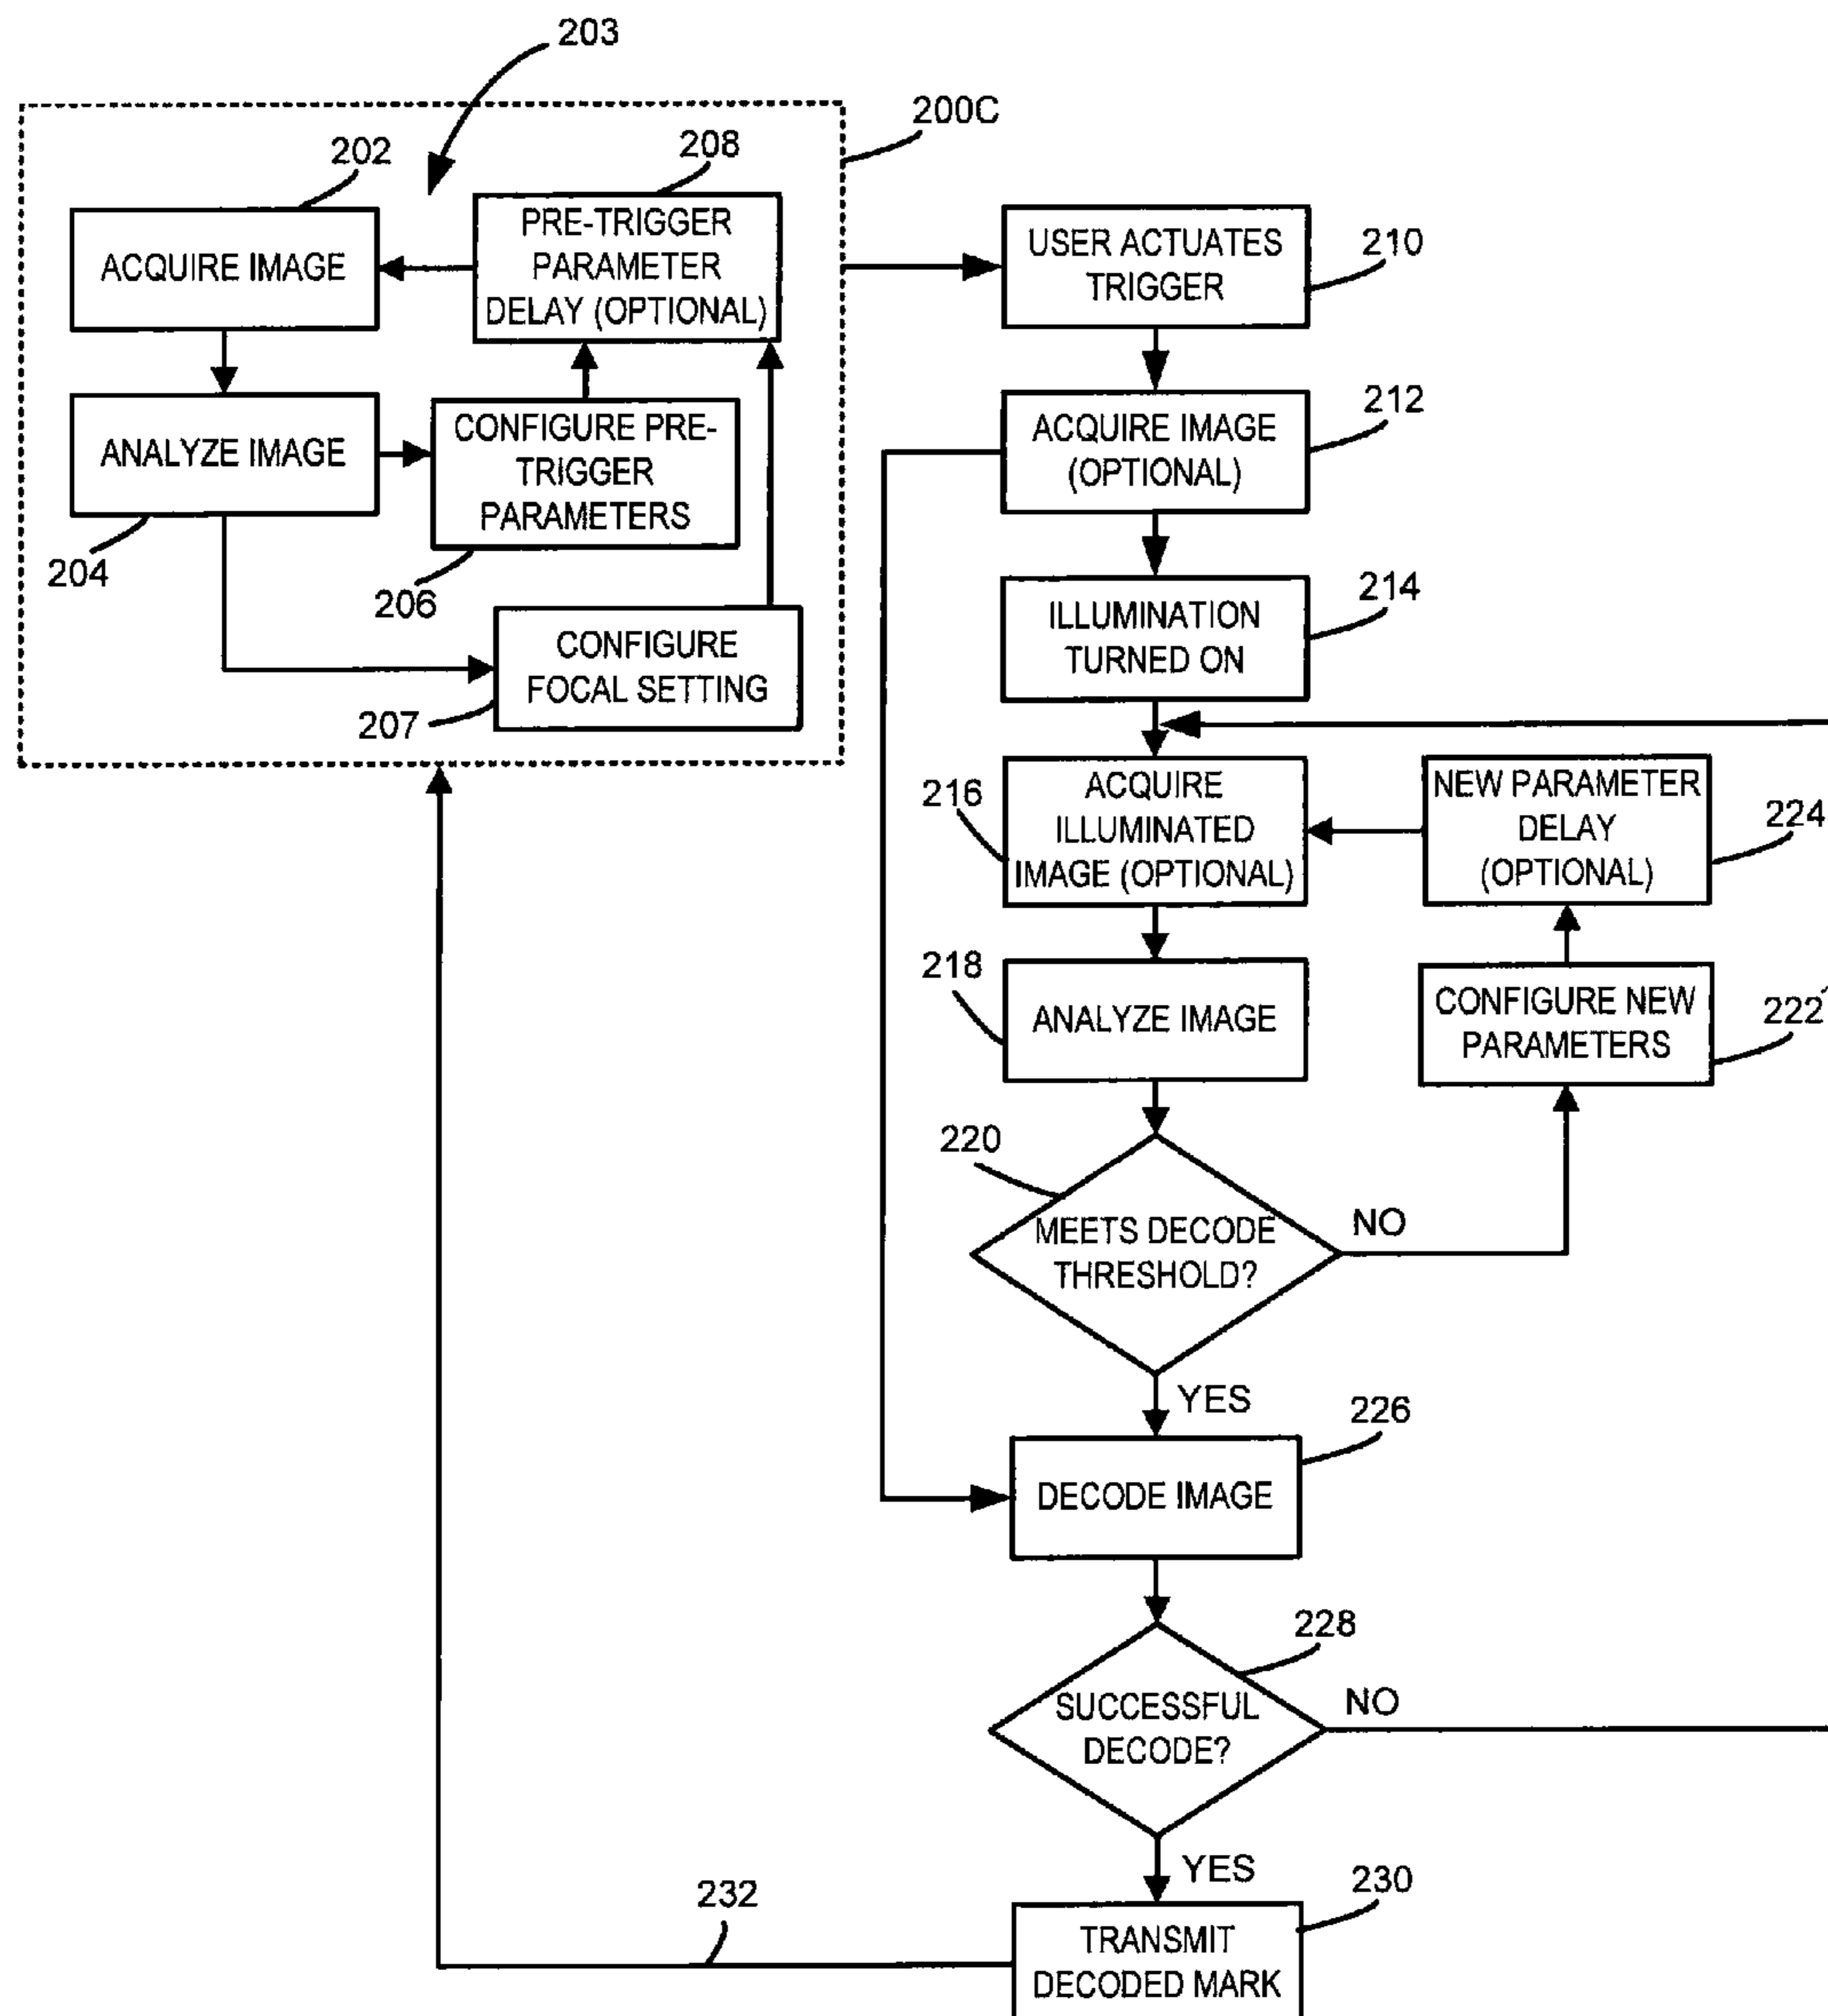 203
200C
202
208
ACQUIRE IMAGE
PRE-TRIGGER
PARAMETER
DELAY (OPTIONAL)
USER ACTUATES
TRIGGER
210
ANALYZE IMAGE
204
CONFIGURE PRE-
TRIGGER
PARAMETERS
206
CONFIGURE
FOCAL SETTING
207
ACQUIRE IMAGE
(OPTIONAL)
212
ILLUMINATION
TURNED ON
214
216
ACQUIRE
ILLUMINATED
IMAGE (OPTIONAL)
NEW PARAMETER
DELAY
(OPTIONAL)
224
218
ANALYZE IMAGE
CONFIGURE NEW
PARAMETERS
222
220
MEETS DECODE
THRESHOLD?
NO
YES
226
DECODE IMAGE
228
SUCCESSFUL
DECODE?
NO
YES
232
230
TRANSMIT
DECODED MARK